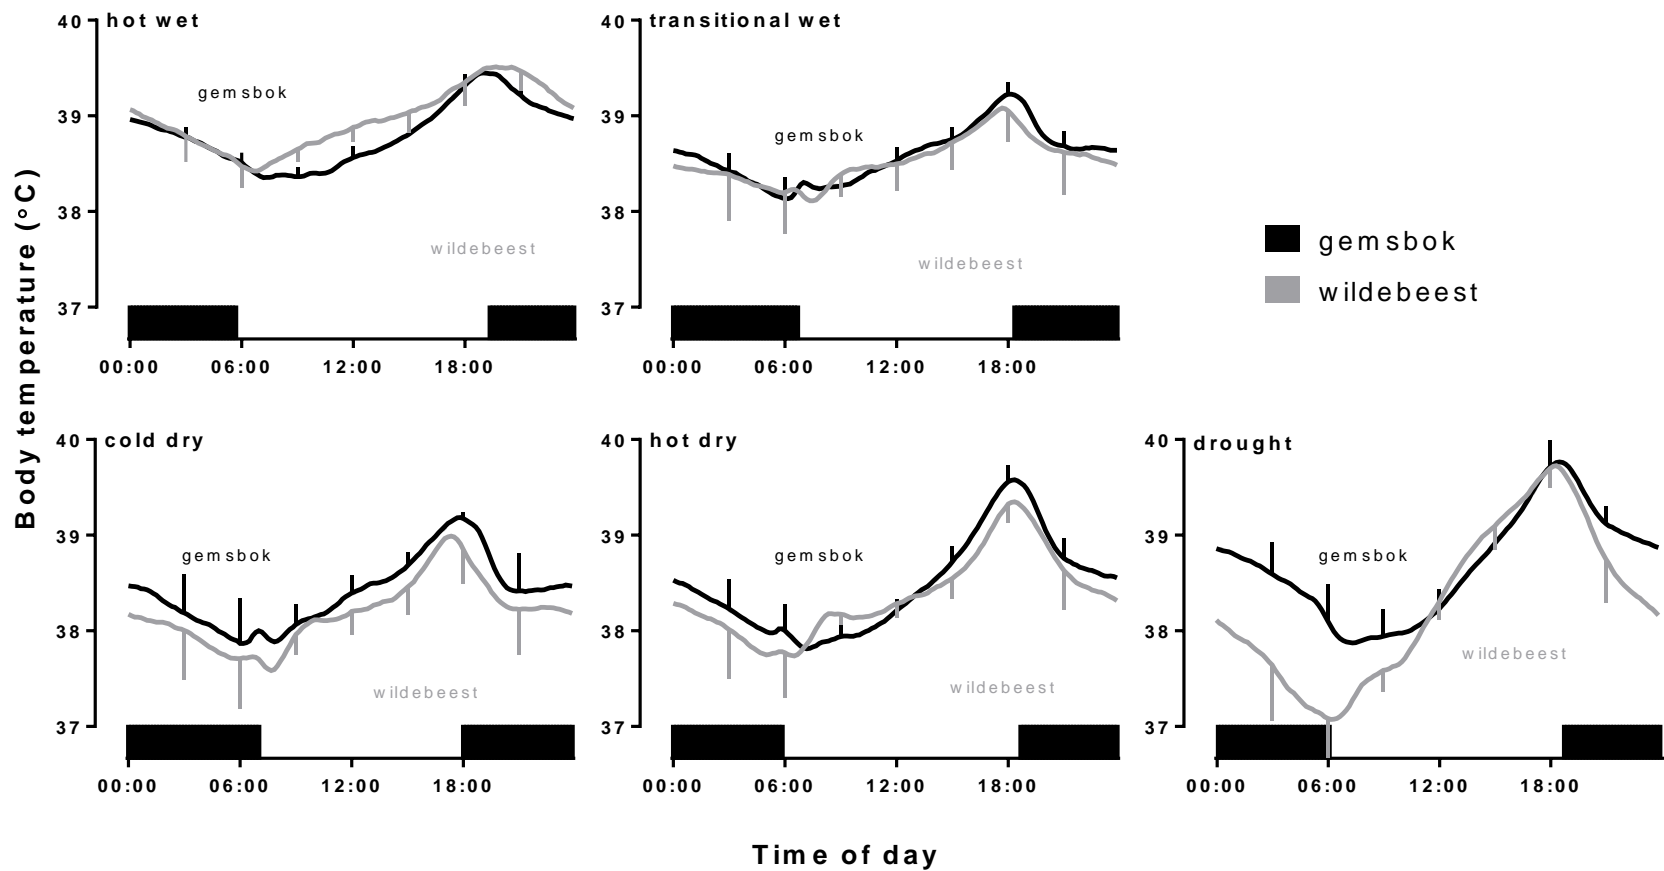 40 hot wet
40 transitional wet
gemsbok
gemsbok
39
39
38
38
wildebeest
wildebeest
37
37
00:00 06:00 12:00 18:00
00:00 06:00 12:00 18:00
gemsbok
wildebeest
Body temperature (°C)
40 cold dry
40 hot dry
40 drought
39
39
39
gemsbok
gemsbok
gemsbok
38
38
38
wildebeest
wildebeest
wildebeest
37
37
37
00:00 06:00 12:00 18:00
00:00 06:00 12:00 18:00
00:00 06:00 12:00 18:00
Time of day